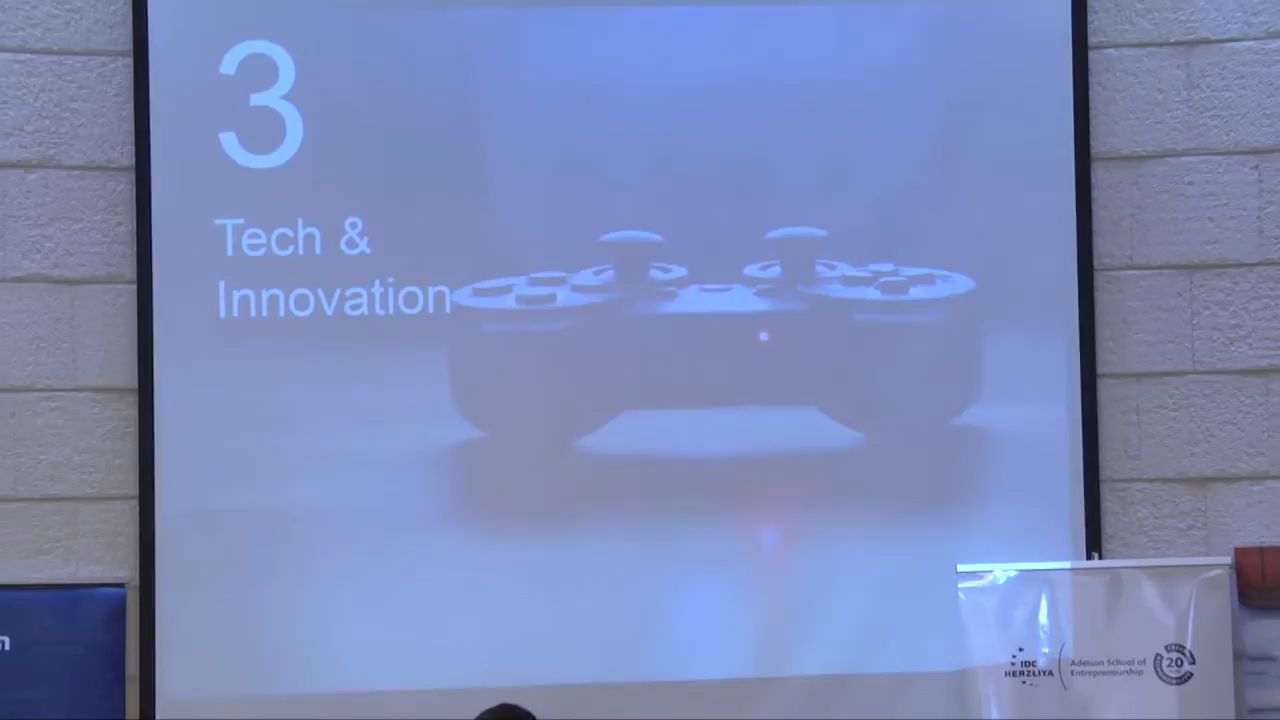 3
Tech &
Innovation
IDC
HERZLIYA
Adelson School of
Entrepreneurship
20